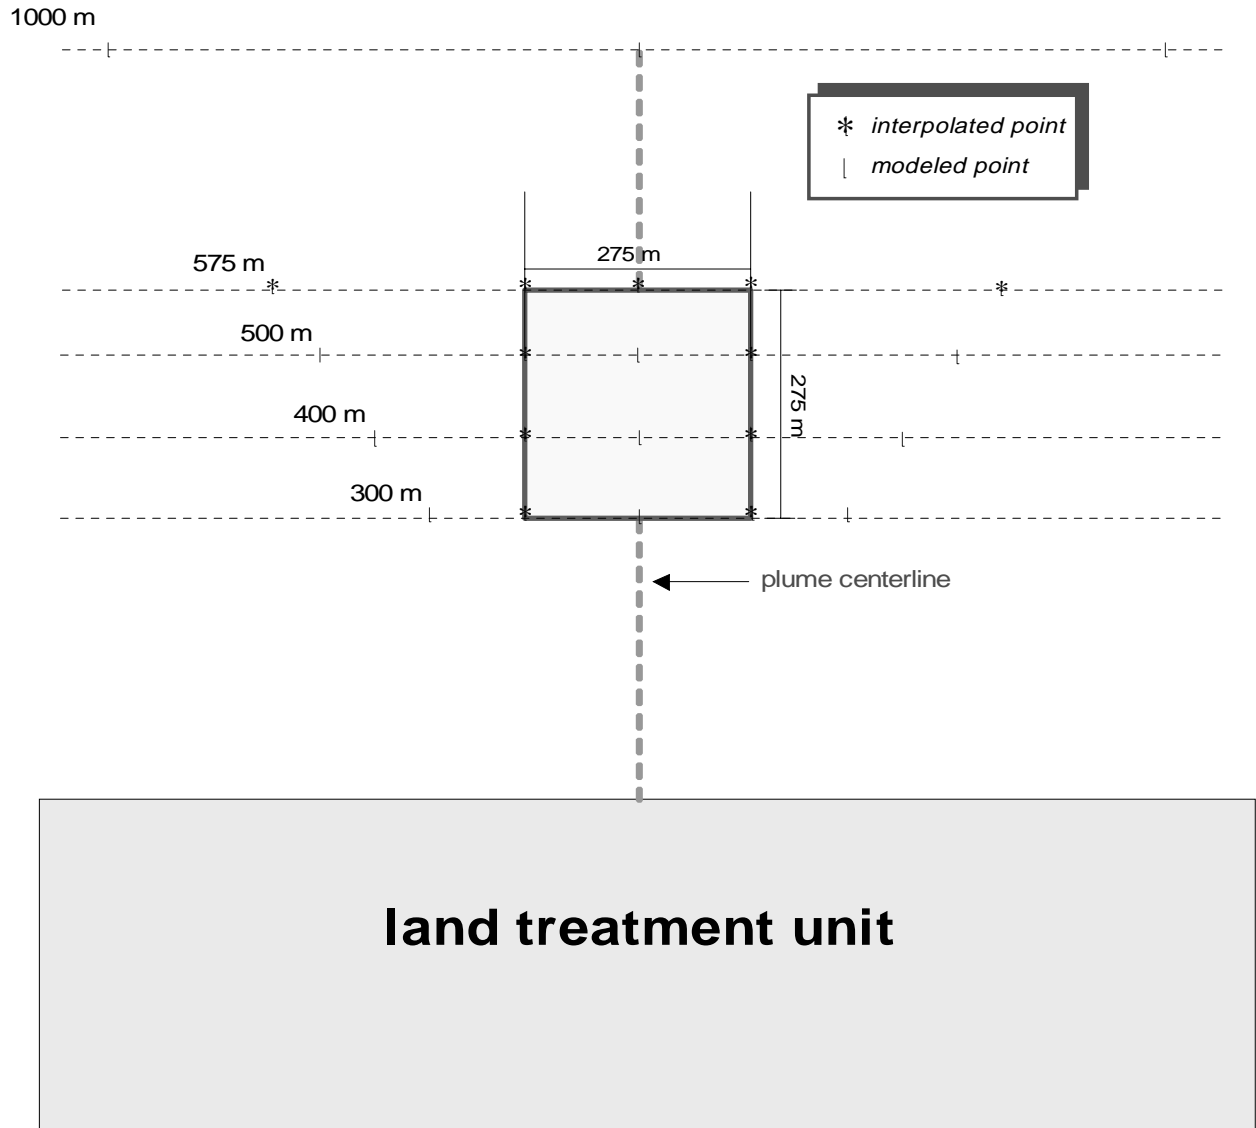 1000 m
* interpolated point
⌊ modeled point
575 m
275 m
500 m
275 m
400 m
300 m
plume centerline
land treatment unit